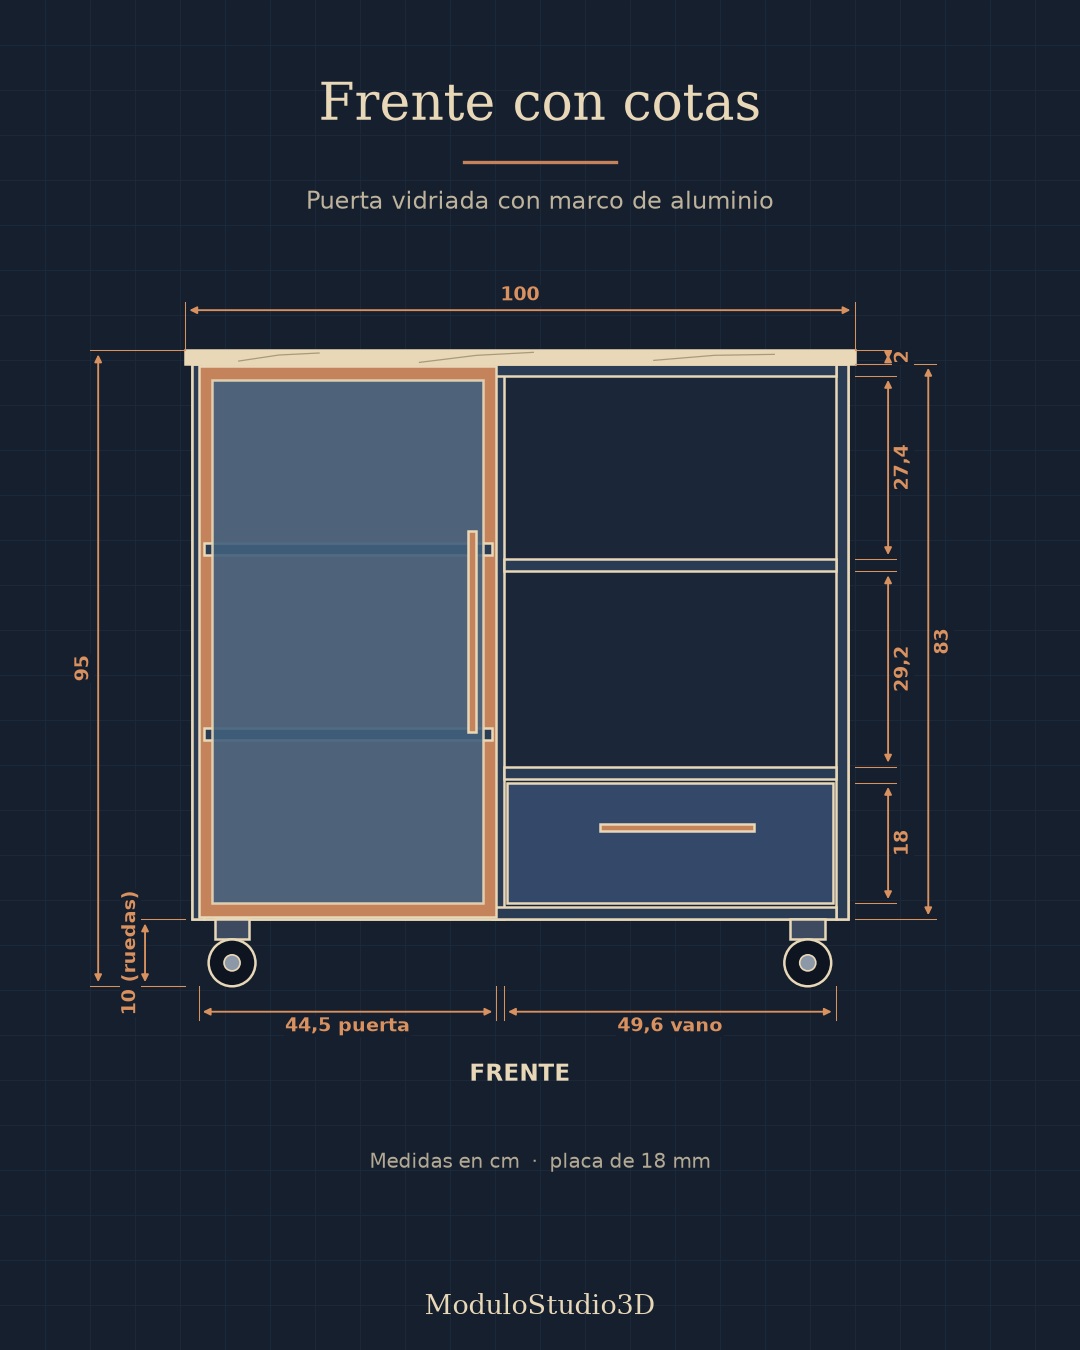 Frente con cotas
Puerta vidriada con marco de aluminio
100
2
27,4
29,2
83
18
95
10 (ruedas)
44,5 puerta
49,6 vano
FRENTE
Medidas en cm · placa de 18 mm
ModuloStudio3D